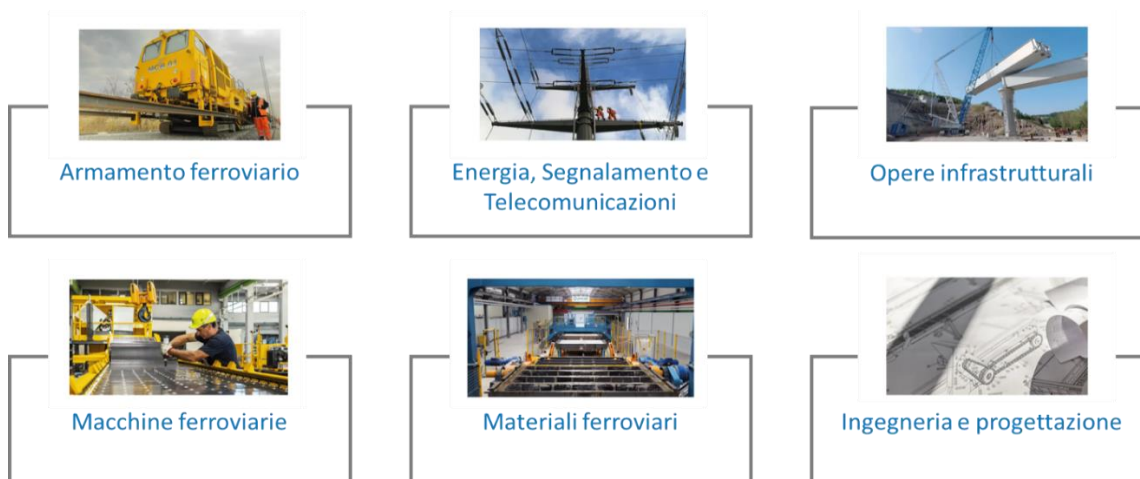 Armamento ferroviario
Energia, Segnalamento e
Telecomunicazioni
Opere infrastrutturali
Macchine ferroviarie
Materiali ferroviari
Ingegneria e progettazione